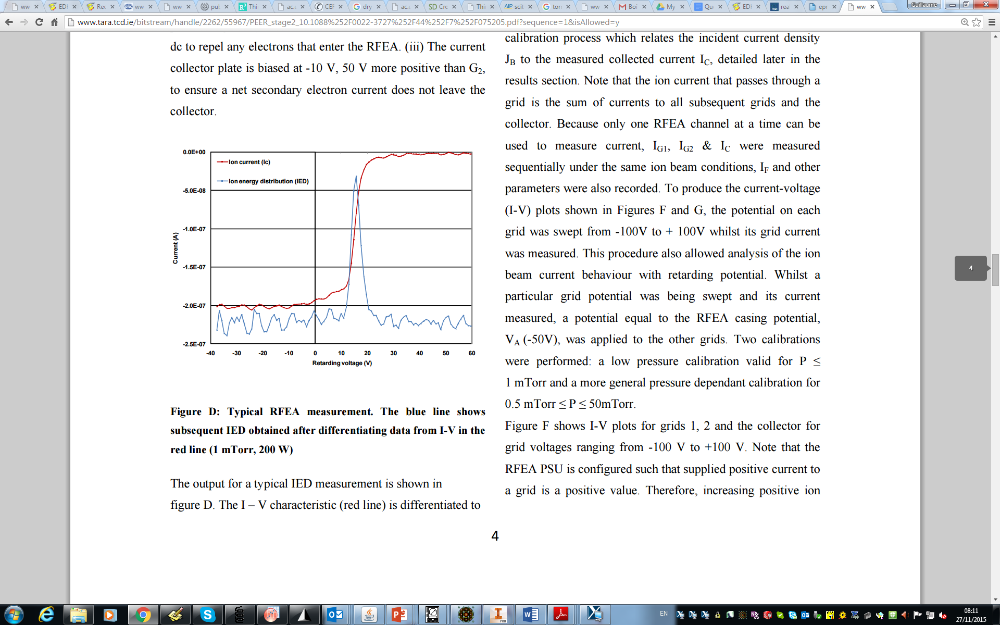 ww EDI Rec ww ww pul Thi ac.e CEF dry ac.e SD Crc Thi AIP scit tori ww Boî My Qu EDI rea epr ww Guillaume
www.tara.tcd.ie/bitstream/handle/2262/55967/PEER_stage2_10.1088%252F0022-3727%252F44%252F7%252F075205.pdf?sequence=1&isAllowed=y
dc to repel any electrons that enter the RFEA. (iii) The current
collector plate is biased at -10 V, 50 V more positive than G2,
to ensure a net secondary electron current does not leave the
collector.
0.0E+00
-5.0E-08
-1.0E-07
-1.5E-07
-2.0E-07
-2.5E-07
Current (A)
Ion current (Ic)
Ion energy distribution (IED)
-40 -30 -20 -10 0 10 20 30 40 50 60
Retarding voltage (V)
Figure D: Typical RFEA measurement. The blue line shows
subsequent IED obtained after differentiating data from I-V in the
red line (1 mTorr, 200 W)
The output for a typical IED measurement is shown in
figure D. The I – V characteristic (red line) is differentiated to
calibration process which relates the incident current density
JB to the measured collected current IC, detailed later in the
results section. Note that the ion current that passes through a
grid is the sum of currents to all subsequent grids and the
collector. Because only one RFEA channel at a time can be
used to measure current, IG1, IG2 & IC were measured
sequentially under the same ion beam conditions, IF and other
parameters were also recorded. To produce the current-voltage
(I-V) plots shown in Figures F and G, the potential on each
grid was swept from -100V to + 100V whilst its grid current
was measured. This procedure also allowed analysis of the ion
beam current behaviour with retarding potential. Whilst a
particular grid potential was being swept and its current
measured, a potential equal to the RFEA casing potential,
VA (-50V), was applied to the other grids. Two calibrations
were performed: a low pressure calibration valid for P ≤
1 mTorr and a more general pressure dependant calibration for
0.5 mTorr ≤ P ≤ 50mTorr.
Figure F shows I-V plots for grids 1, 2 and the collector for
grid voltages ranging from -100 V to +100 V. Note that the
RFEA PSU is configured such that supplied positive current to
a grid is a positive value. Therefore, increasing positive ion
4
4
EN
08:11
27/11/2015